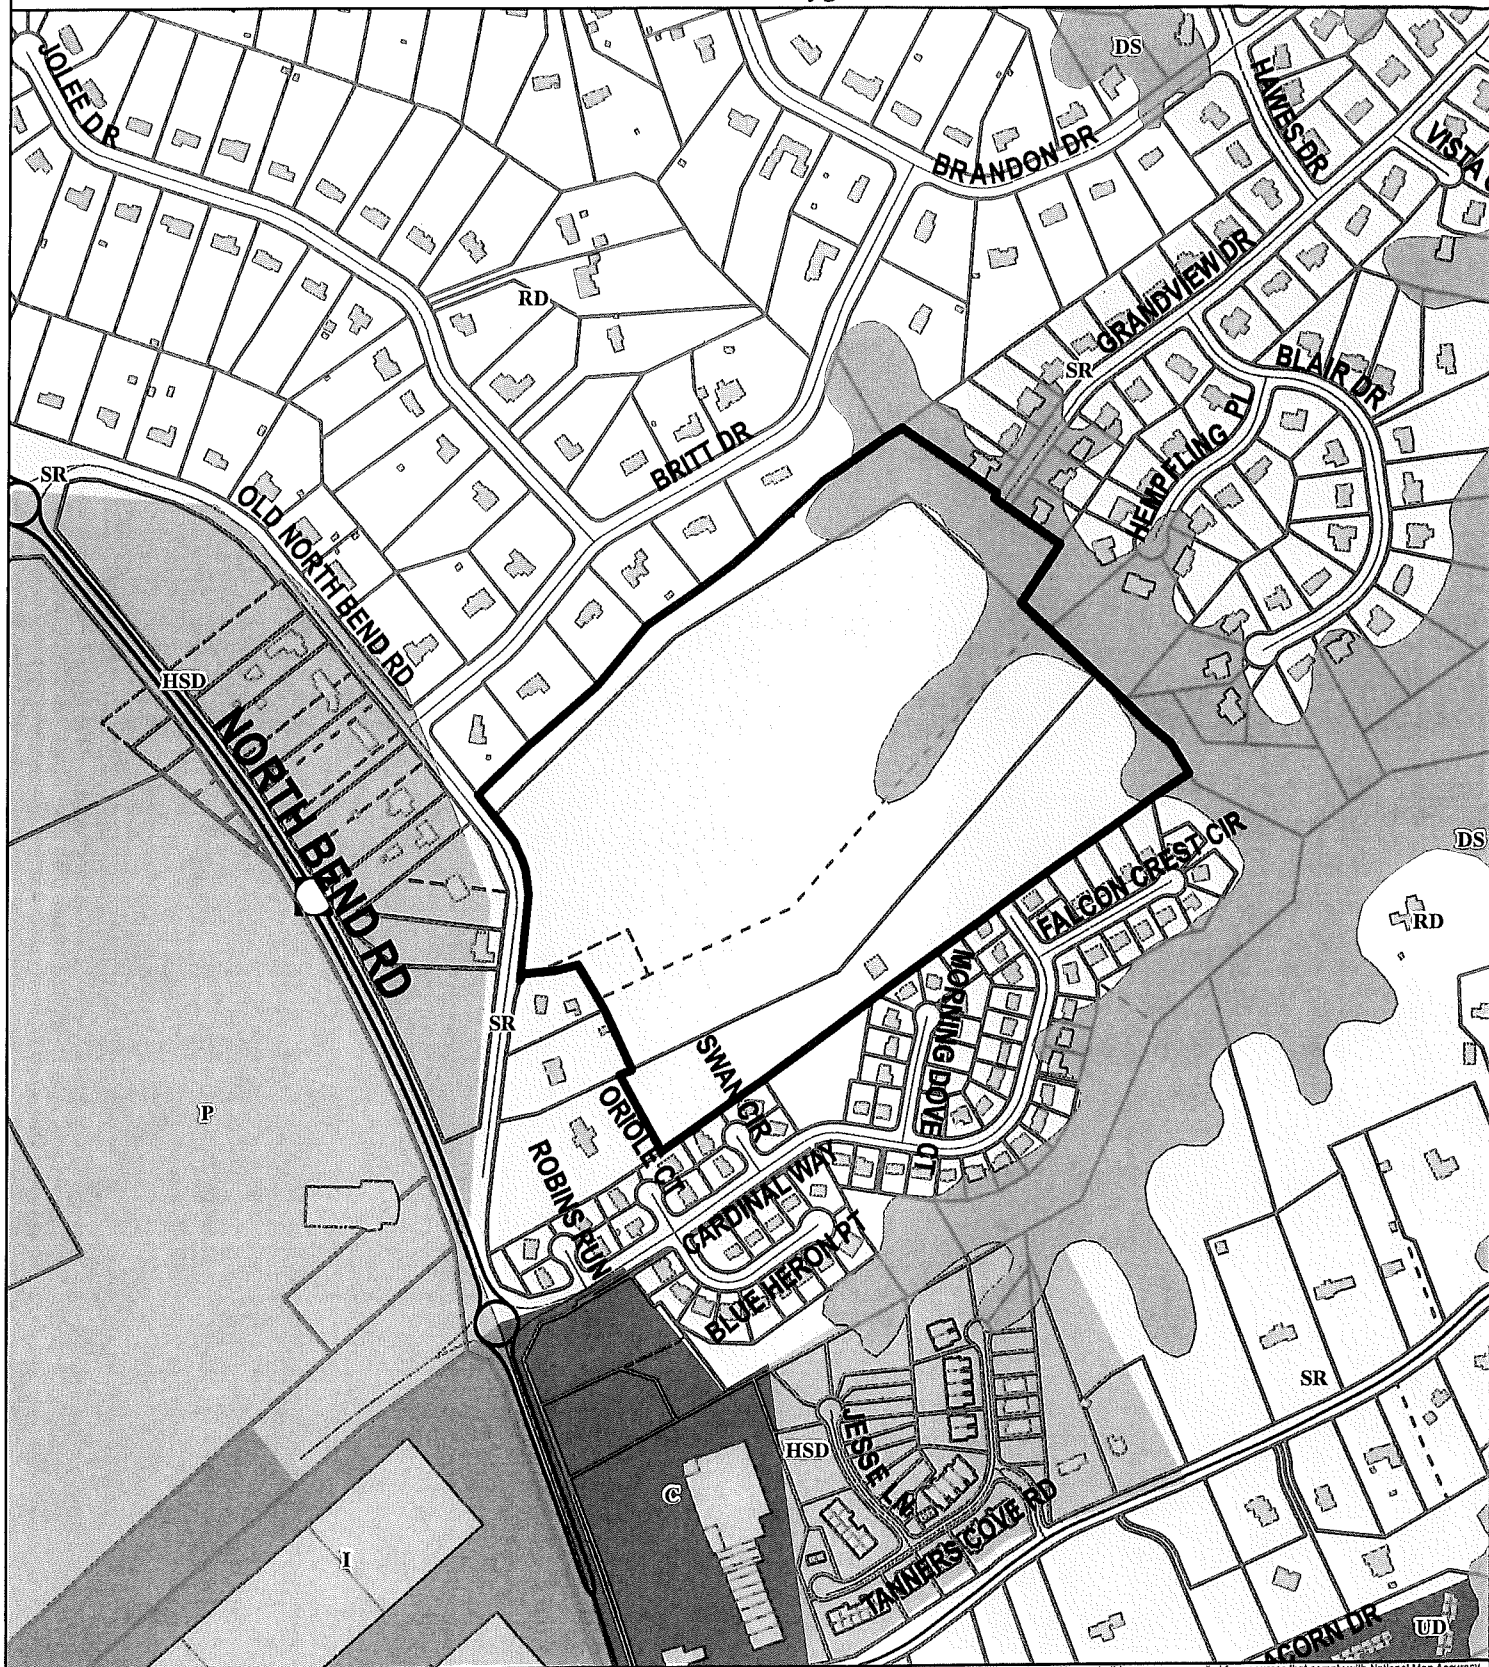 DS
JOLEE DR
HAWES DR
VISTA
BRANDON DR
GRANDVIEW DR
RD
SR
BLAIR DR
HEMPFLING PL
BRITT DR
SR
OLD NORTH BEND RD
HSD
NORTH BEND RD
FALCON CREST CIR
DS
RD
MORNING DOVE CT
SR
SWAN CIR
P
ORIOLE CT
ROBINS RUN
CARDINAL WAY
BLUE HERON PT
SR
JESSE LN
HSD
C
TANNERS COVE RD
I
UD
ACORN DR